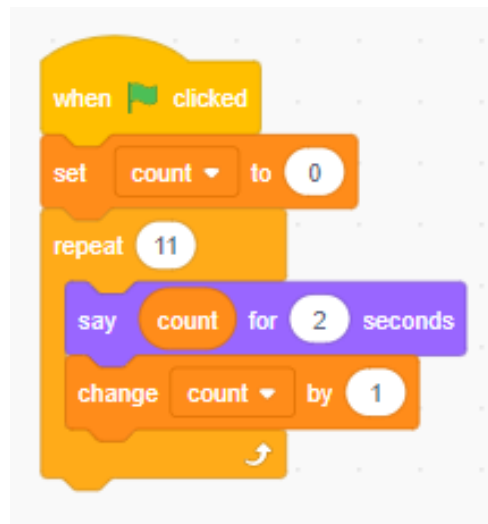 when clicked
set count to 0
repeat 11
say count for 2 seconds
change count by 1